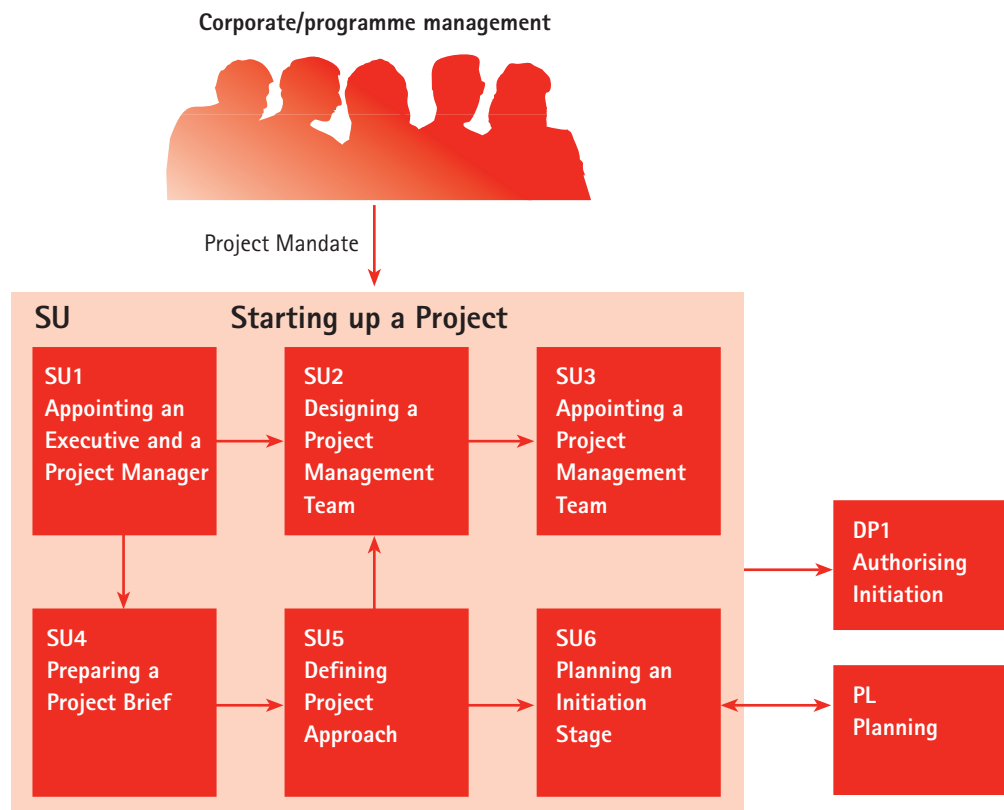 Corporate/programme management
Project Mandate
SU
Starting up a Project
SU1
Appointing an
Executive and a
Project Manager
SU2
Designing a
Project
Management
Team
SU3
Appointing a
Project
Management
Team
DP1
Authorising
Initiation
SU4
Preparing a
Project Brief
SU5
Defining
Project
Approach
SU6
Planning an
Initiation
Stage
PL
Planning